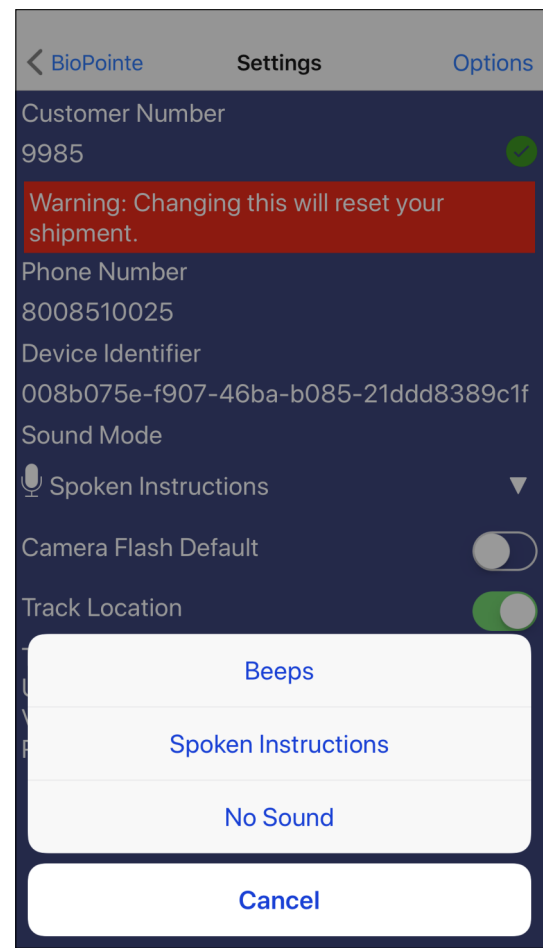 BioPointe Settings Options
Customer Number
9985
Warning: Changing this will reset your
shipment.
Phone Number
8008510025
Device Identifier
008b075e-f907-46ba-b085-21ddd8389c1f
Sound Mode
Spoken Instructions
Camera Flash Default
Track Location
Beeps
Spoken Instructions
No Sound
Cancel